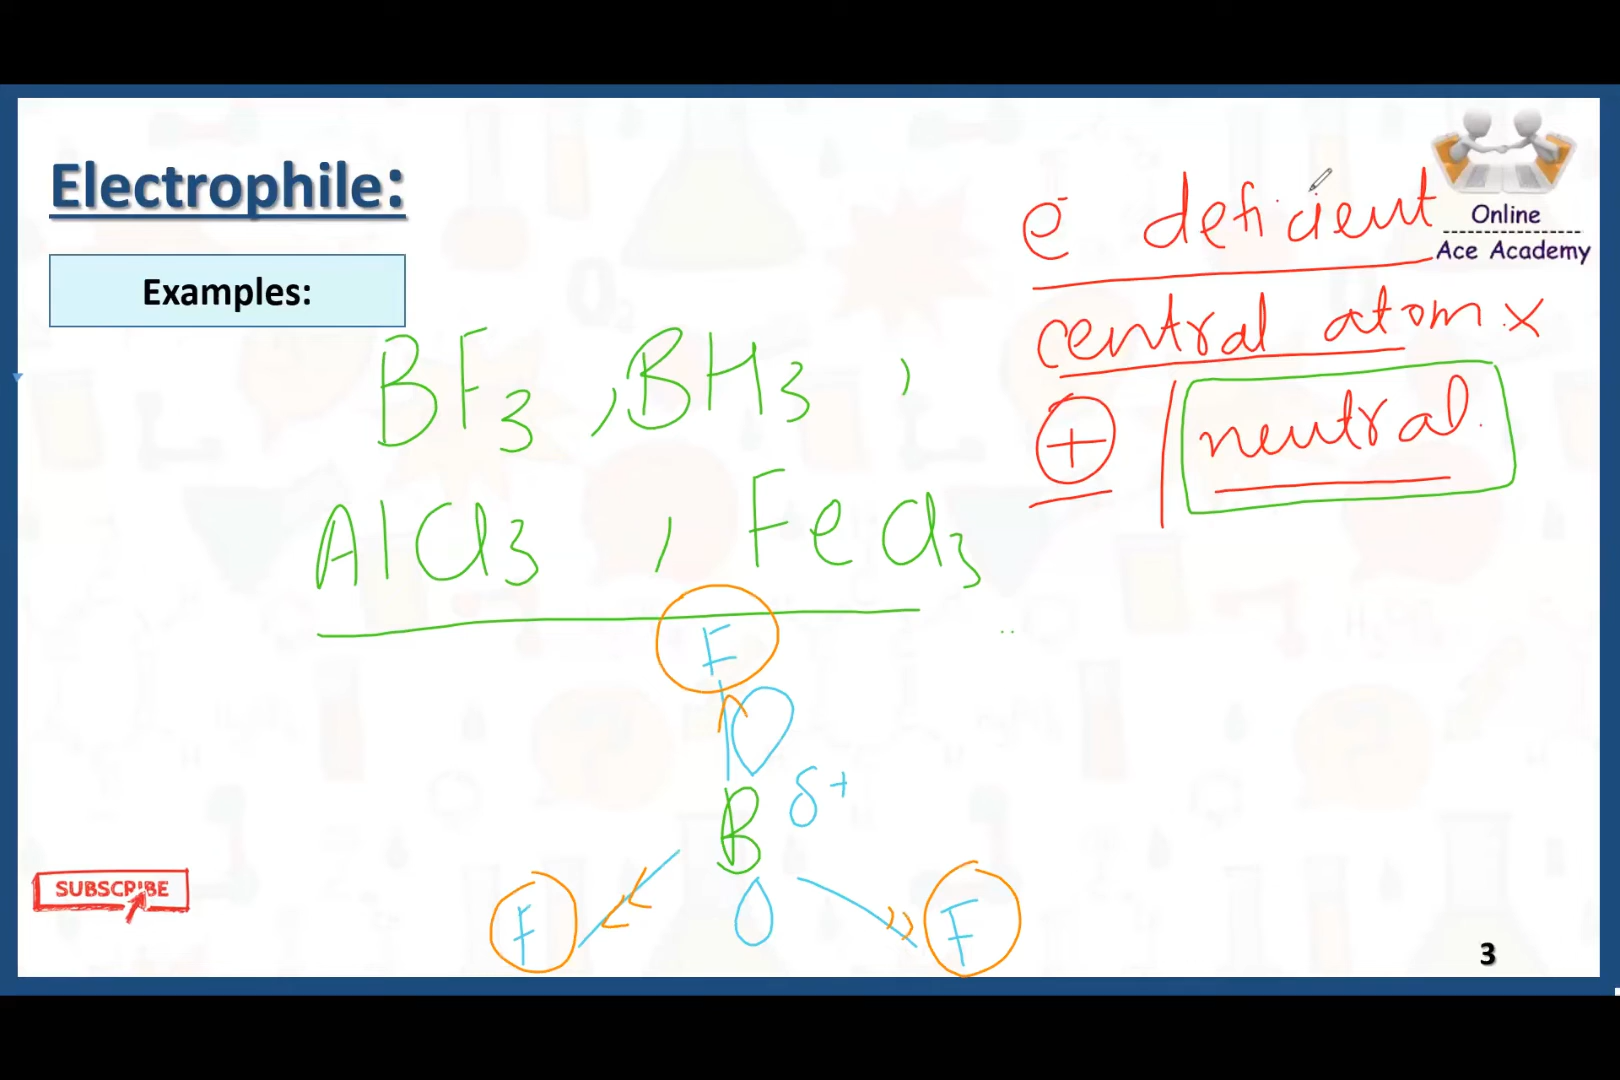 Electrophile:
Examples:
e⁻ deficient
central atom x
⊕ / neutral.
Online
Ace Academy
BF₃ , BH₃ ,
AlCl₃ , FeCl₃
F
δ+
B
F
F
SUBSCRIBE
3